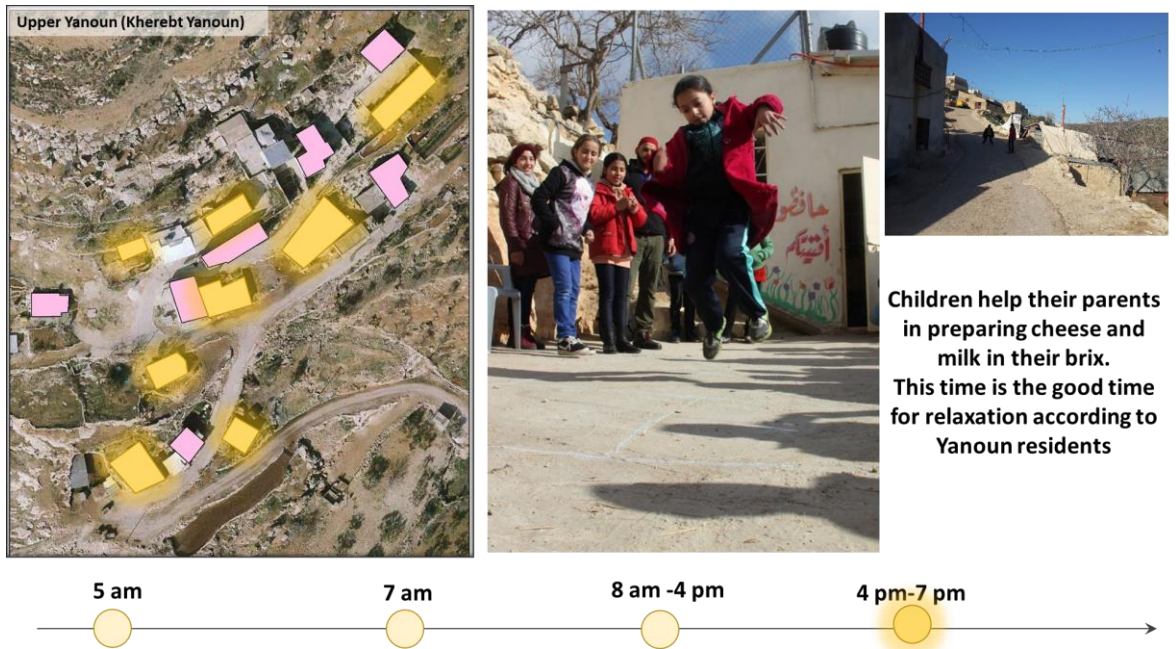 Upper Yanoun (Kherebt Yanoun)
حافظوا
أقنيتكم
Children help their parents
in preparing cheese and
milk in their brix.
This time is the good time
for relaxation according to
Yanoun residents
5 am
7 am
8 am -4 pm
4 pm-7 pm